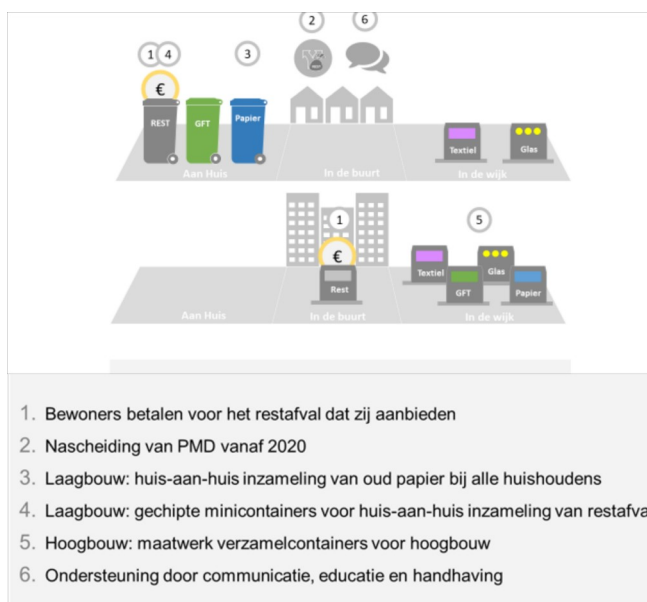 2 6
1 4 3
€
REST GFT Papier
Textiel Glas
Aan Huis In de buurt In de wijk
1 5
€
Textiel Glas
Rest GFT Papier
Aan Huis In de buurt In de wijk
1. Bewoners betalen voor het restafval dat zij aanbieden
2. Nascheiding van PMD vanaf 2020
3. Laagbouw: huis-aan-huis inzameling van oud papier bij alle huishoudens
4. Laagbouw: gechipte minicontainers voor huis-aan-huis inzameling van restafva
5. Hoogbouw: maatwerk verzamelcontainers voor hoogbouw
6. Ondersteuning door communicatie, educatie en handhaving